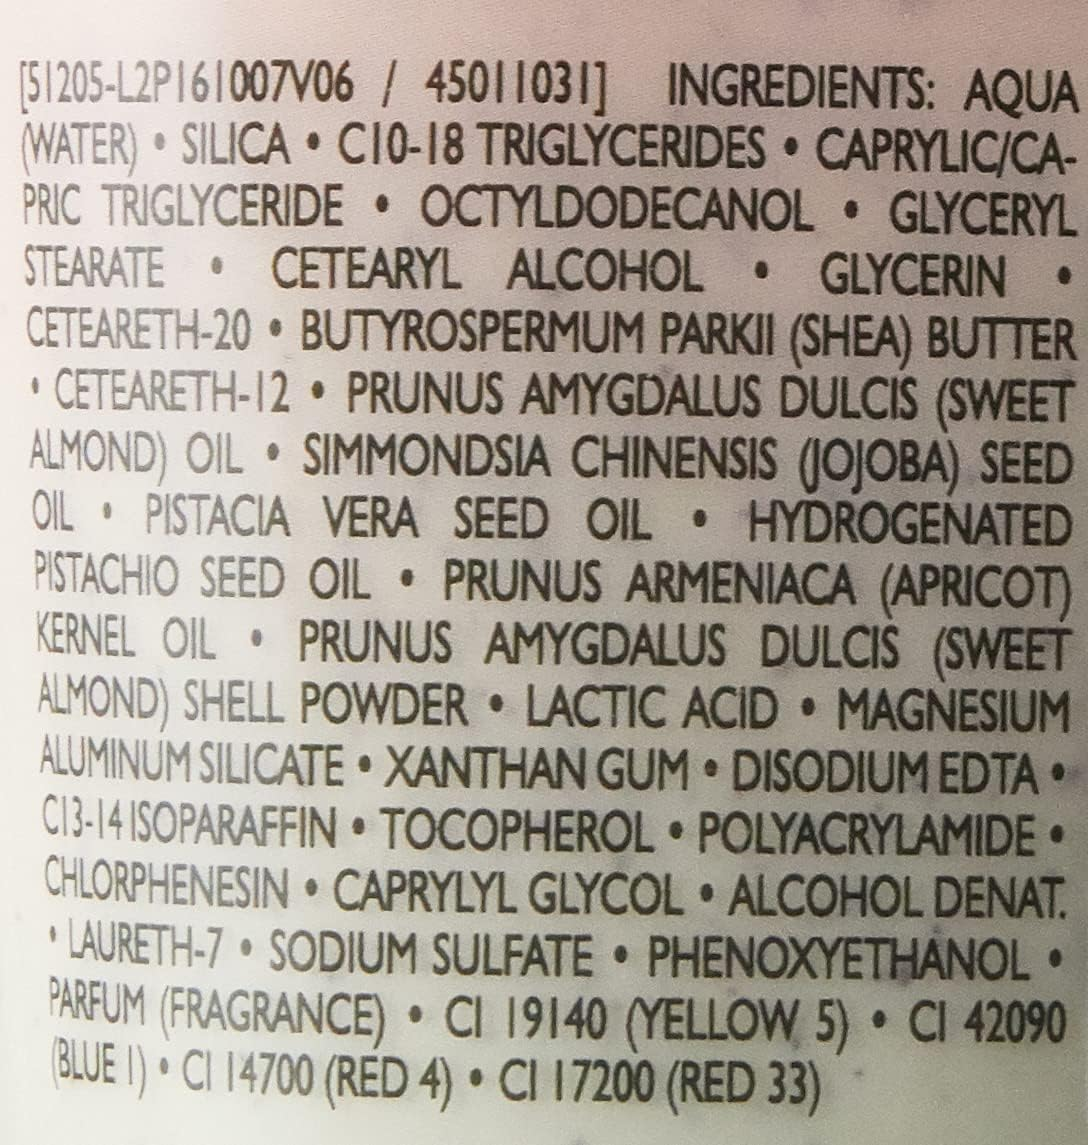 [51205-L2P161007V06 / 45011031] INGREDIENTS: AQUA
(WATER) • SILICA • C10-18 TRIGLYCERIDES • CAPRYLIC/CA-
PRIC TRIGLYCERIDE • OCTYLDODECANOL • GLYCERYL
STEARATE • CETEARYL ALCOHOL • GLYCERIN •
CETEARETH-20 • BUTYROSPERMUM PARKII (SHEA) BUTTER
• CETEARETH-12 • PRUNUS AMYGDALUS DULCIS (SWEET
ALMOND) OIL • SIMMONDSIA CHINENSIS (JOJOBA) SEED
OIL • PISTACIA VERA SEED OIL • HYDROGENATED
PISTACHIO SEED OIL • PRUNUS ARMENIACA (APRICOT)
KERNEL OIL • PRUNUS AMYGDALUS DULCIS (SWEET
ALMOND) SHELL POWDER • LACTIC ACID • MAGNESIUM
ALUMINUM SILICATE • XANTHAN GUM • DISODIUM EDTA •
C13-14 ISOPARAFFIN • TOCOPHEROL • POLYACRYLAMIDE •
CHLORPHENESIN • CAPRYLYL GLYCOL • ALCOHOL DENAT.
• LAURETH-7 • SODIUM SULFATE • PHENOXYETHANOL •
PARFUM (FRAGRANCE) • CI 19140 (YELLOW 5) • CI 42090
(BLUE 1) • CI 14700 (RED 4) • CI 17200 (RED 33)